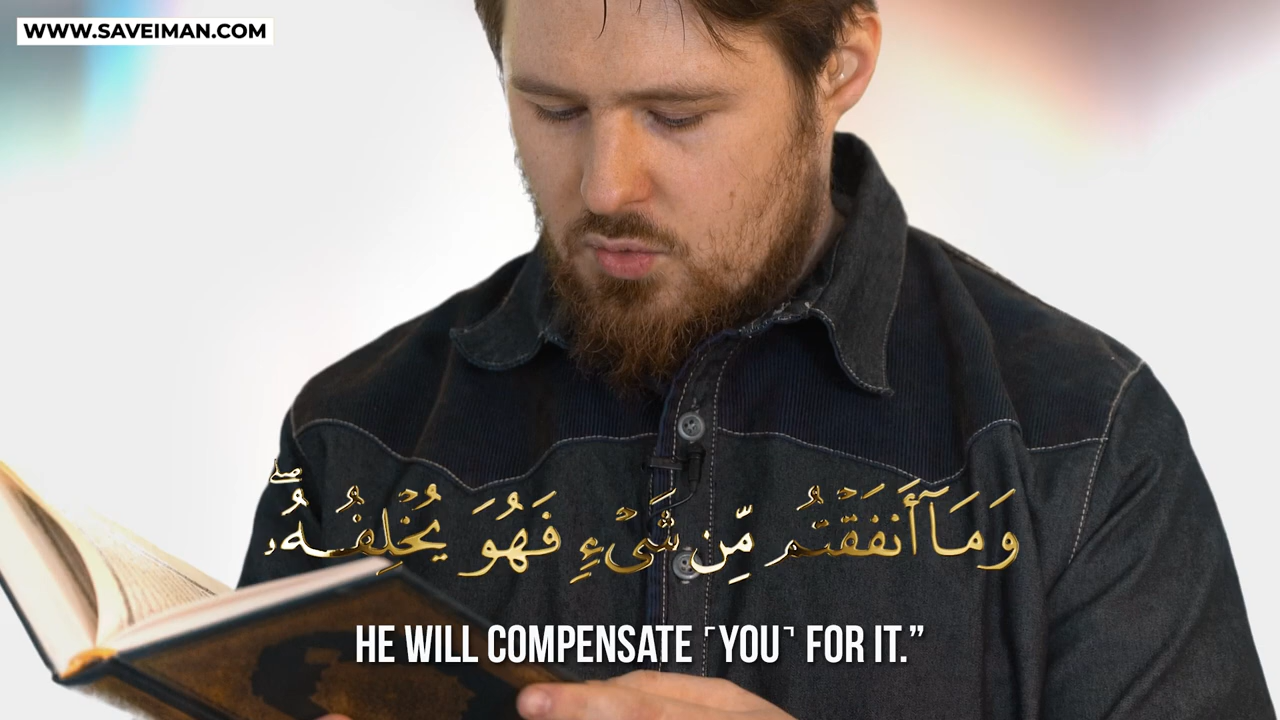 WWW.SAVEIMAN.COM
وَمَآ أَنفَقْتُم مِّن شَىْءٍ فَهُوَ يُخْلِفُهُۥ ۖ
HE WILL COMPENSATE ⸢YOU⸣ FOR IT.”